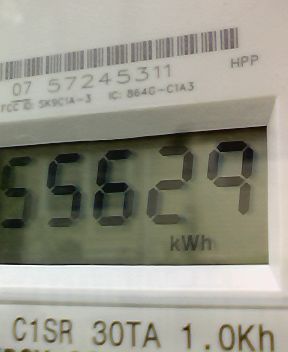 07 57245311
HPP
FCC ID: SK9C1A-3 IC: 864G-C1A3
55629
kWh
C1SR 30TA 1.0Kh